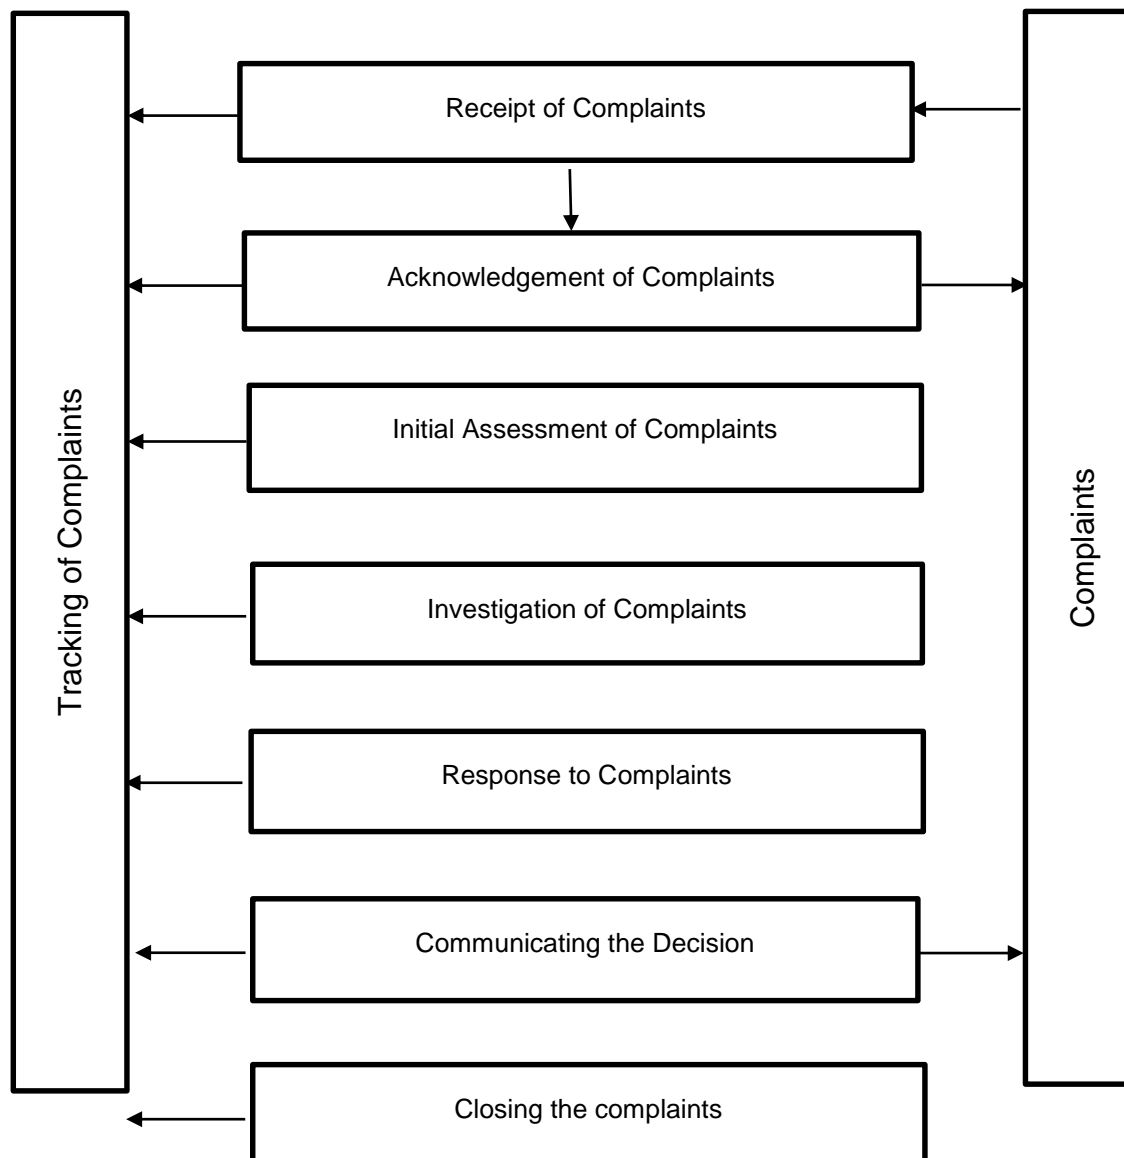 Receipt of Complaints
Acknowledgement of Complaints
Initial Assessment of Complaints
Investigation of Complaints
Response to Complaints
Communicating the Decision
Closing the complaints
Tracking of Complaints
Complaints